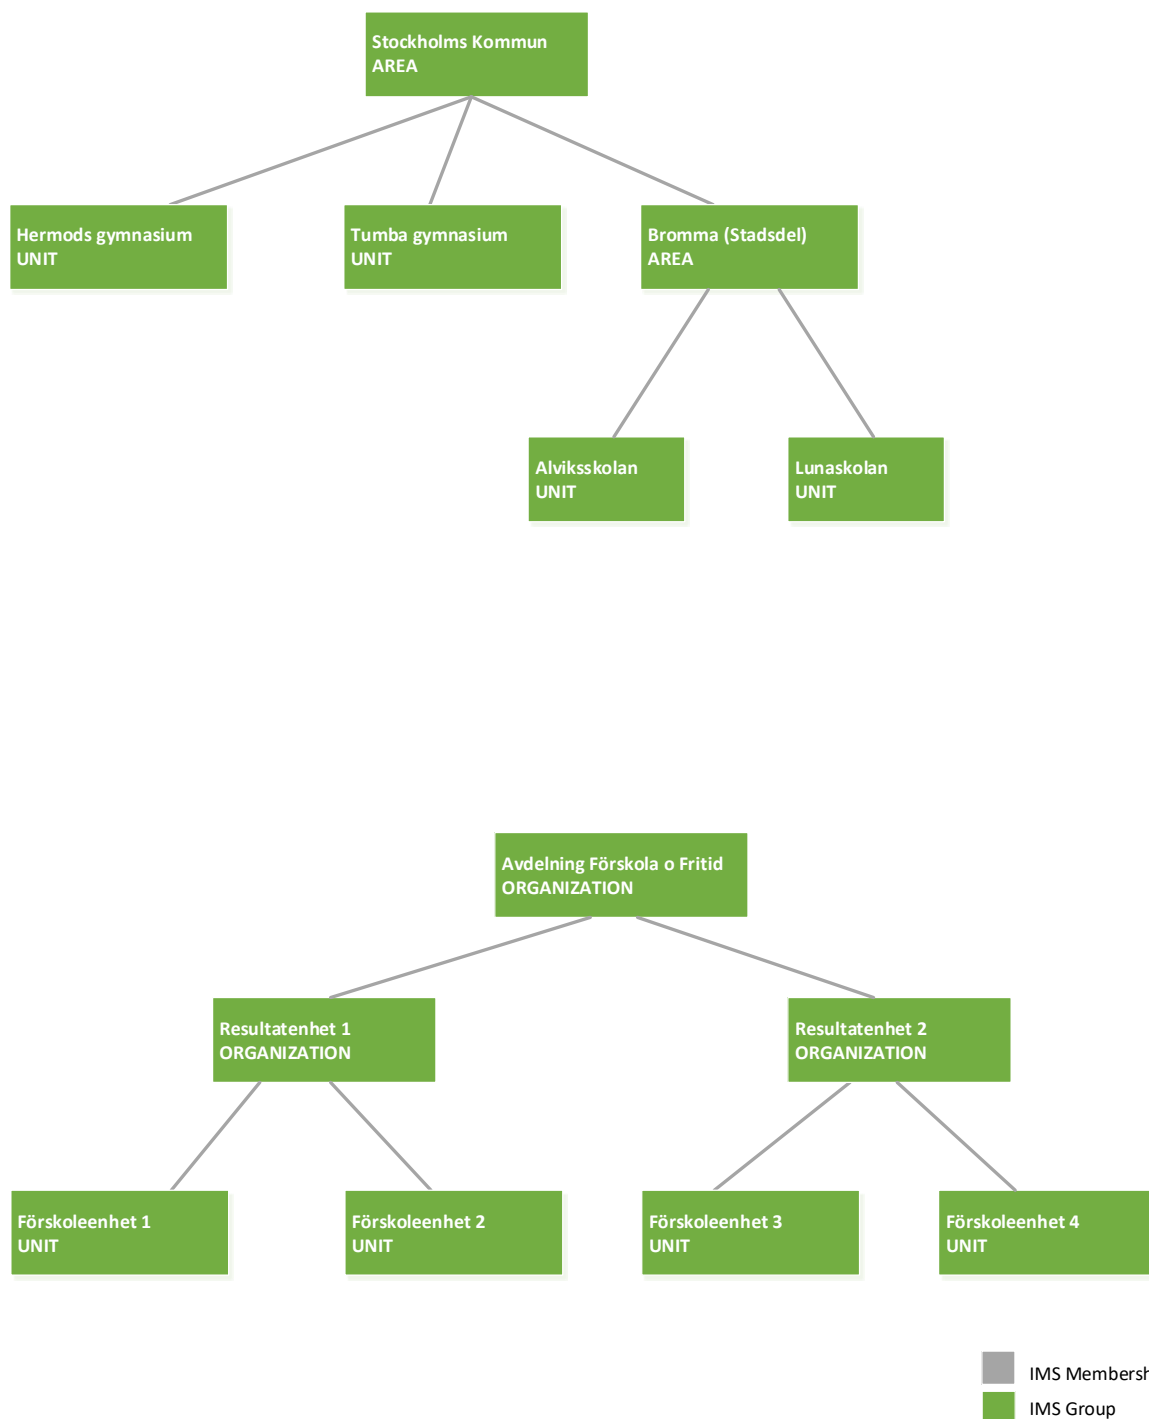 Stockholms Kommun
AREA
Hermods gymnasium
UNIT
Tumba gymnasium
UNIT
Bromma (Stadsdel)
AREA
Alviksskolan
UNIT
Lunaskolan
UNIT
Avdelning Förskola o Fritid
ORGANIZATION
Resultatenhet 1
ORGANIZATION
Resultatenhet 2
ORGANIZATION
Förskoleenhet 1
UNIT
Förskoleenhet 2
UNIT
Förskoleenhet 3
UNIT
Förskoleenhet 4
UNIT
IMS Membersh
IMS Group